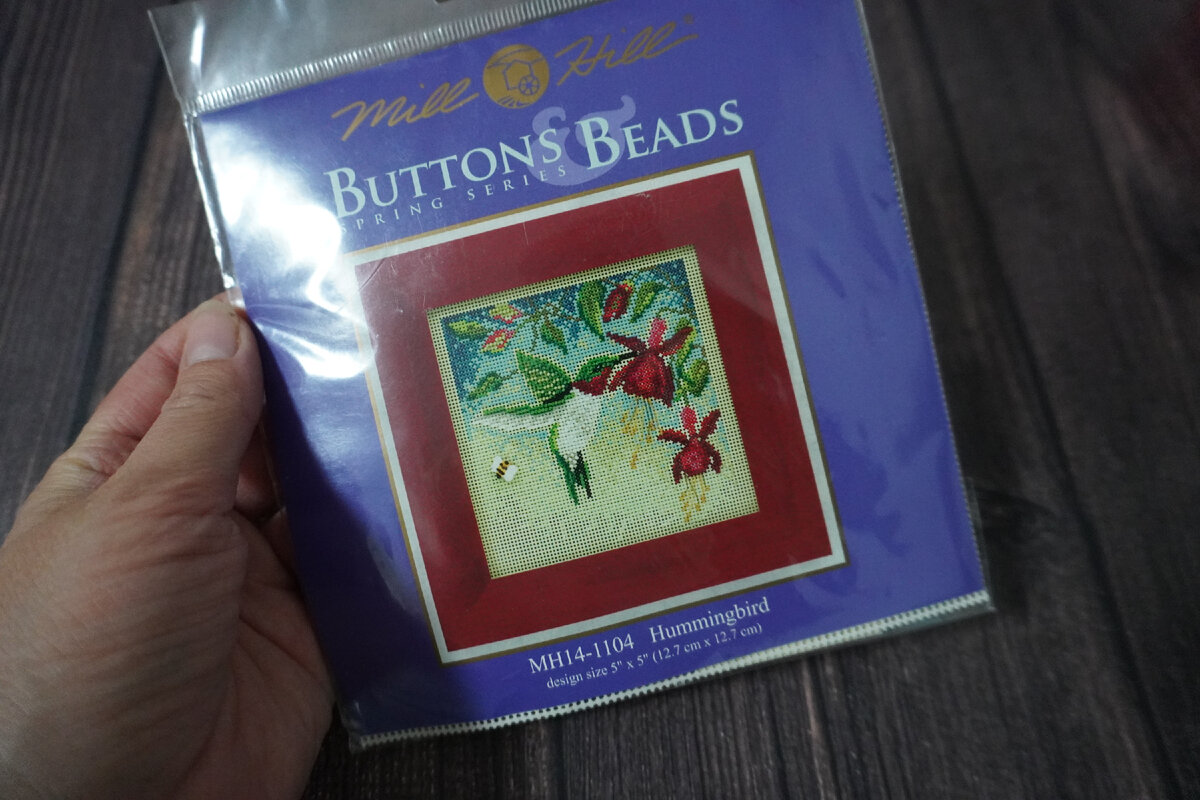 Mill Hill®
Buttons & Beads
SPRING SERIES
MH14-1104 Hummingbird
design size 5" x 5" (12.7 cm x 12.7 cm)